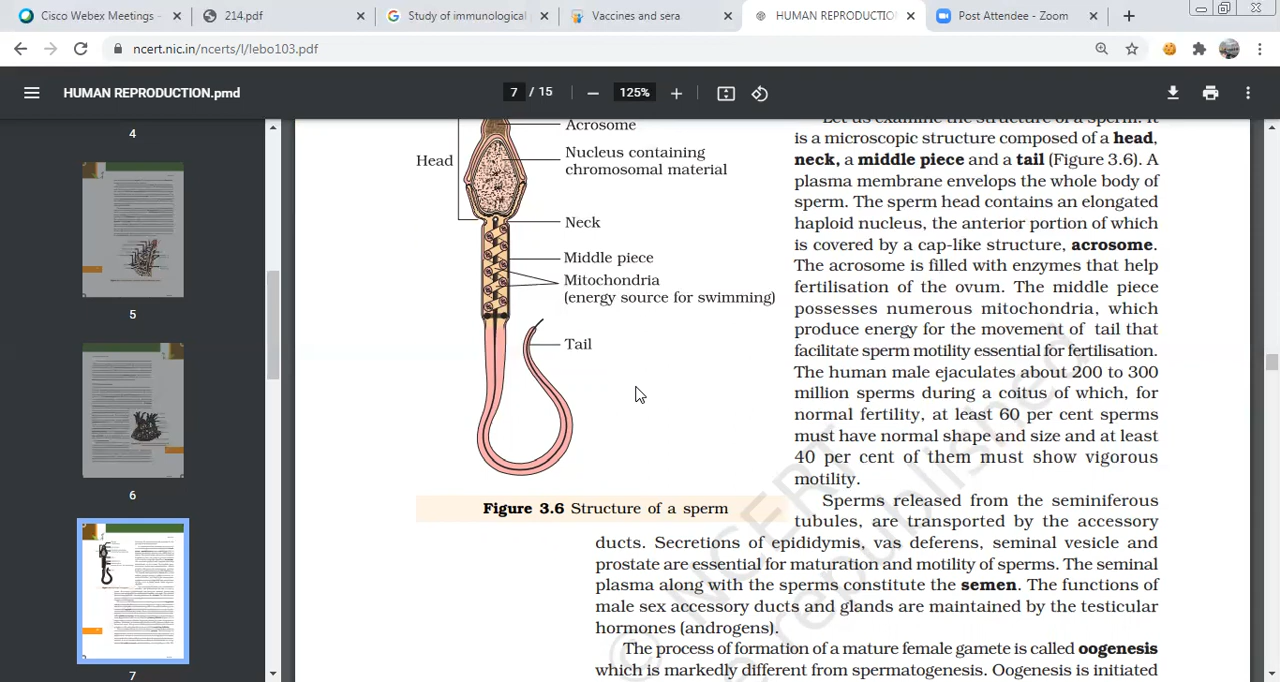 Cisco Webex Meetings -
214.pdf
Study of immunological
Vaccines and sera
HUMAN REPRODUCTIO
Post Attendee - Zoom
ncert.nic.in/ncerts/l/lebo103.pdf
HUMAN REPRODUCTION.pmd
7 / 15
125%
4
5
6
7
Acrosome
Head
Nucleus containing
chromosomal material
Neck
Middle piece
Mitochondria
(energy source for swimming)
Tail
Figure 3.6 Structure of a sperm
Let us examine the structure of a sperm. It
is a microscopic structure composed of a head,
neck, a middle piece and a tail (Figure 3.6). A
plasma membrane envelops the whole body of
sperm. The sperm head contains an elongated
haploid nucleus, the anterior portion of which
is covered by a cap-like structure, acrosome.
The acrosome is filled with enzymes that help
fertilisation of the ovum. The middle piece
possesses numerous mitochondria, which
produce energy for the movement of tail that
facilitate sperm motility essential for fertilisation.
The human male ejaculates about 200 to 300
million sperms during a coitus of which, for
normal fertility, at least 60 per cent sperms
must have normal shape and size and at least
40 per cent of them must show vigorous
motility.
Sperms released from the seminiferous
tubules, are transported by the accessory
ducts. Secretions of epididymis, vas deferens, seminal vesicle and
prostate are essential for maturation and motility of sperms. The seminal
plasma along with the sperms constitute the semen. The functions of
male sex accessory ducts and glands are maintained by the testicular
hormones (androgens).
The process of formation of a mature female gamete is called oogenesis
which is markedly different from spermatogenesis. Oogenesis is initiated
© NCERT
published